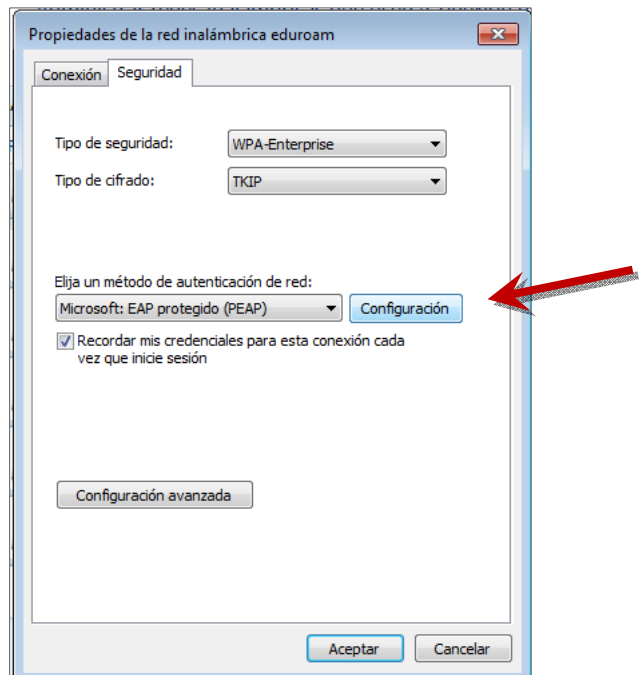 Propiedades de la red inalámbrica eduroam
Conexión Seguridad
Tipo de seguridad: WPA-Enterprise
Tipo de cifrado: TKIP
Elija un método de autenticación de red:
Microsoft: EAP protegido (PEAP) Configuración
Recordar mis credenciales para esta conexión cada
vez que inicie sesión
Configuración avanzada
Aceptar Cancelar